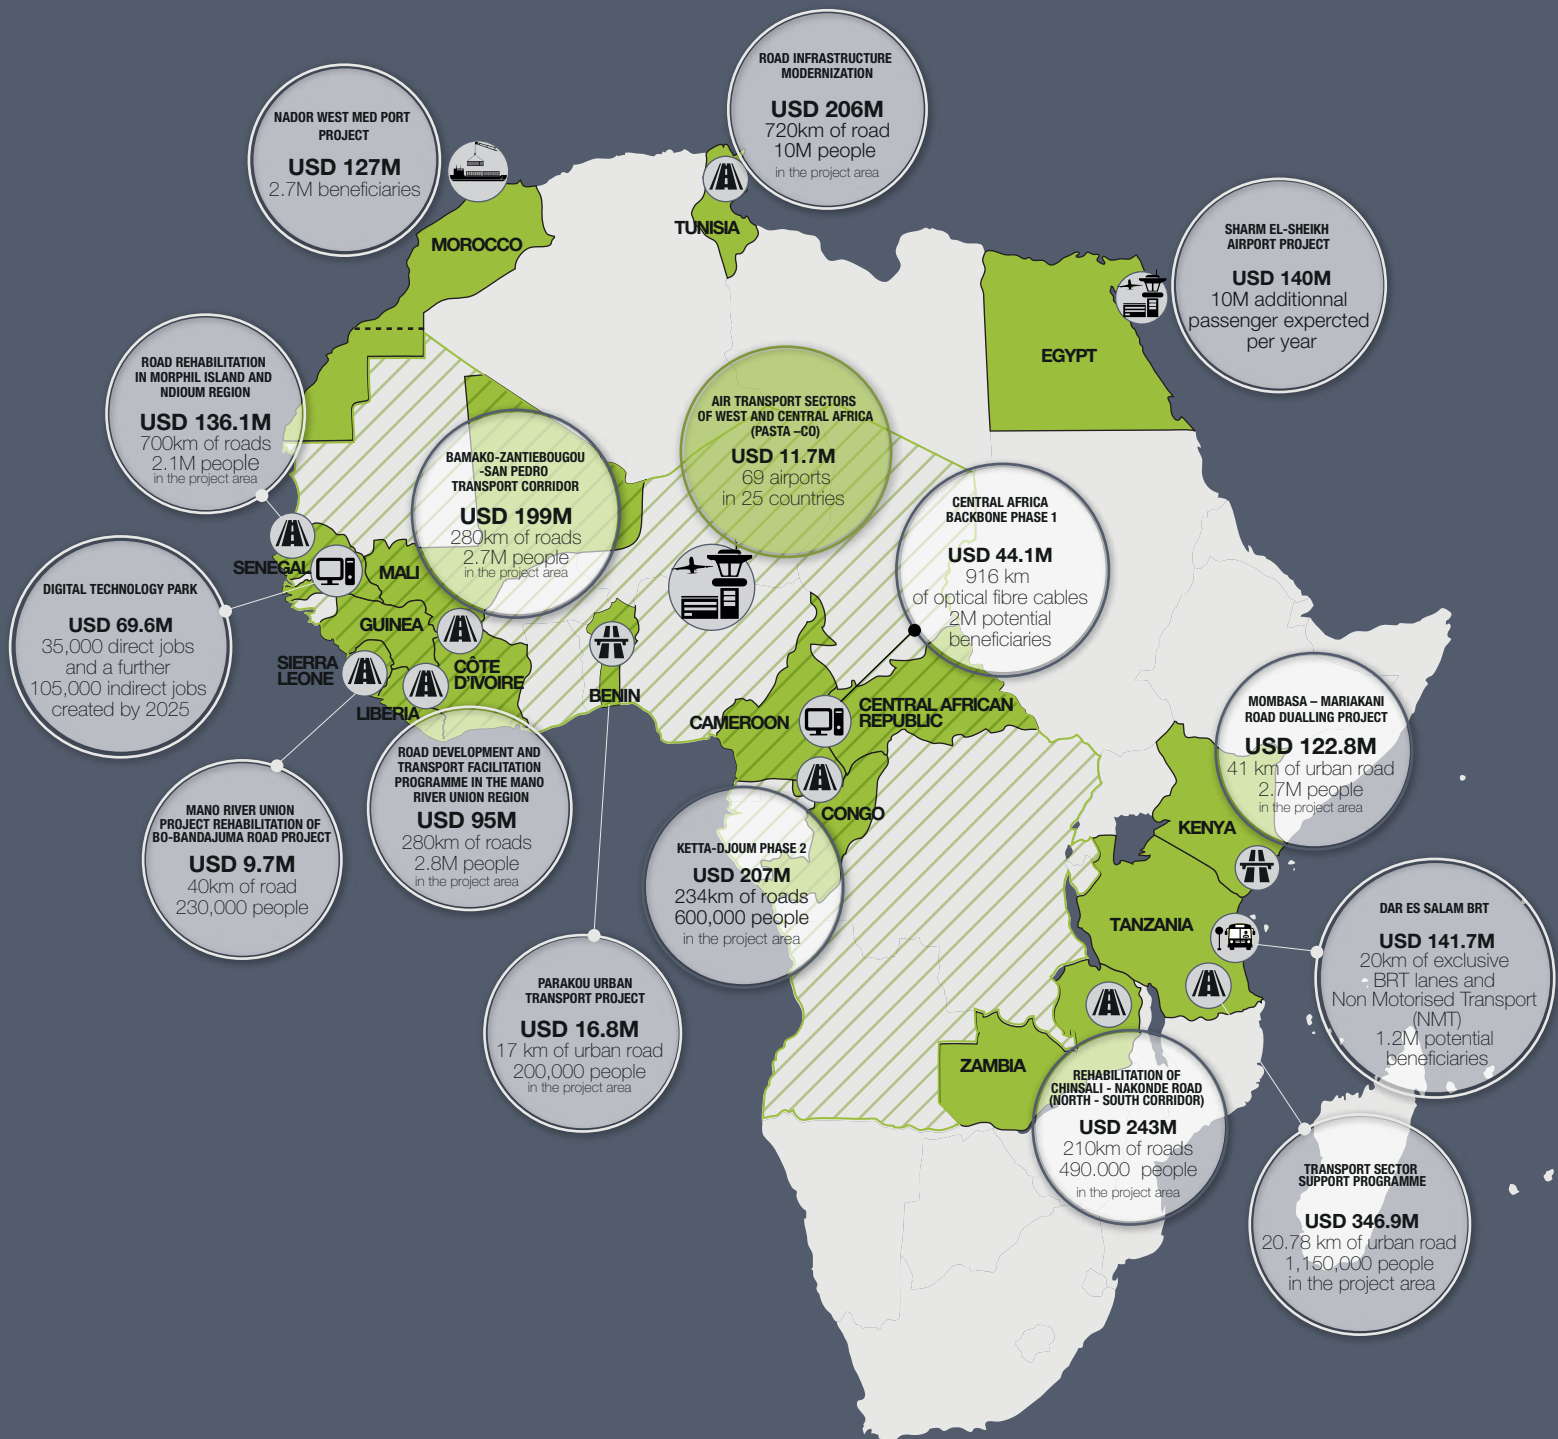 ROAD INFRASTRUCTURE
MODERNIZATION
USD 206M
720km of road
10M people
in the project area
NADOR WEST MED PORT
PROJECT
USD 127M
2.7M beneficiaries
SHARM EL-SHEIKH
AIRPORT PROJECT
USD 140M
10M additionnal
passenger expercted
per year
MOROCCO
TUNISIA
EGYPT
ROAD REHABILITATION
IN MORPHIL ISLAND AND
NDIOUM REGION
USD 136.1M
700km of roads
2.1M people
in the project area
AIR TRANSPORT SECTORS
OF WEST AND CENTRAL AFRICA
(PASTA –CO)
USD 11.7M
69 airports
in 25 countries
BAMAKO-ZANTIEBOUGOU
-SAN PEDRO
TRANSPORT CORRIDOR
USD 199M
280km of roads
2.7M people
in the project area
CENTRAL AFRICA
BACKBONE PHASE 1
USD 44.1M
916 km
of optical fibre cables
2M potential
beneficiaries
SENEGAL
MALI
GUINEA
SIERRA
LEONE
CÔTE
D'IVOIRE
LIBERIA
BENIN
CAMEROON
CENTRAL AFRICAN
REPUBLIC
CONGO
DIGITAL TECHNOLOGY PARK
USD 69.6M
35,000 direct jobs
and a further
105,000 indirect jobs
created by 2025
MOMBASA – MARIAKANI
ROAD DUALLING PROJECT
USD 122.8M
41 km of urban road
2.7M people
in the project area
MANO RIVER UNION
PROJECT REHABILITATION OF
BO-BANDAJUMA ROAD PROJECT
USD 9.7M
40km of road
230,000 people
ROAD DEVELOPMENT AND
TRANSPORT FACILITATION
PROGRAMME IN THE MANO
RIVER UNION REGION
USD 95M
280km of roads
2.8M people
in the project area
KETTA-DJOUM PHASE 2
USD 207M
234km of roads
600,000 people
in the project area
KENYA
TANZANIA
ZAMBIA
DAR ES SALAM BRT
USD 141.7M
20km of exclusive
BRT lanes and
Non Motorised Transport
(NMT)
1.2M potential
beneficiaries
PARAKOU URBAN
TRANSPORT PROJECT
USD 16.8M
17 km of urban road
200,000 people
in the project area
REHABILITATION OF
CHINSALI - NAKONDE ROAD
(NORTH - SOUTH CORRIDOR)
USD 243M
210km of roads
490.000 people
in the project area
TRANSPORT SECTOR
SUPPORT PROGRAMME
USD 346.9M
20.78 km of urban road
1,150,000 people
in the project area